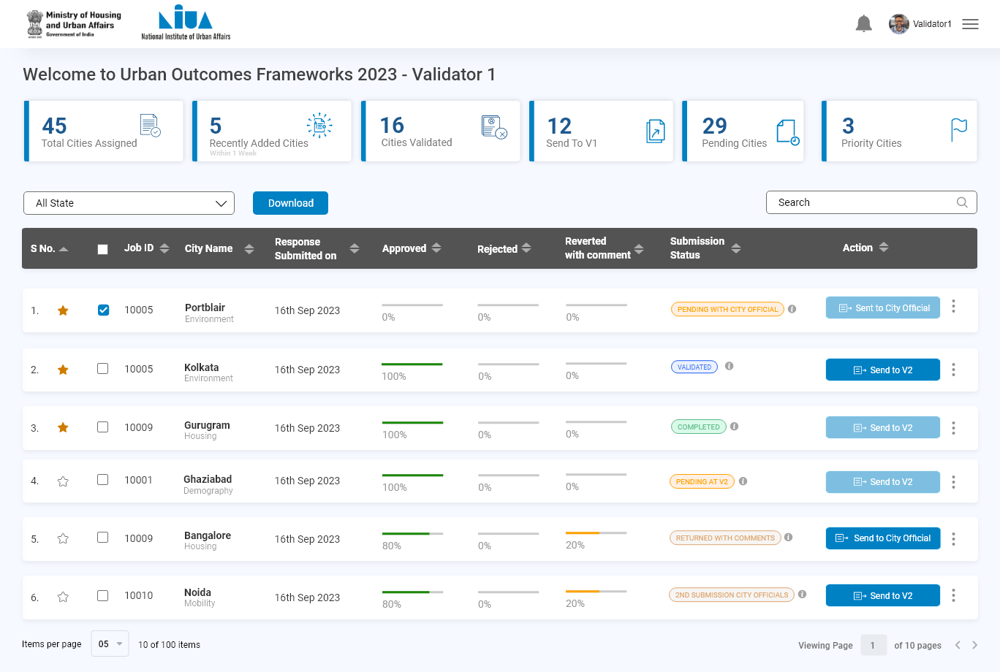 Ministry of Housing
and Urban Affairs
Government of India
NIUA
National Institute of Urban Affairs
Validator1
Welcome to Urban Outcomes Frameworks 2023 - Validator 1
45
Total Cities Assigned
5
Recently Added Cities
Within 1 Week
16
Cities Validated
12
Send To V1
29
Pending Cities
3
Priority Cities
All State
Download
Search
S No. Job ID City Name Response Submitted on Approved Rejected Reverted with comment Submission Status Action
1. 10005 Portblair 16th Sep 2023 0% 0% 0% PENDING WITH CITY OFFICIAL Sent to City Official
Environment
2. 10005 Kolkata 16th Sep 2023 100% 0% 0% VALIDATED Send to V2
Environment
3. 10009 Gurugram 16th Sep 2023 100% 0% 0% COMPLETED Send to V2
Housing
4. 10001 Ghaziabad 16th Sep 2023 100% 0% 0% PENDING AT V2 Send to V2
Demography
5. 10009 Bangalore 16th Sep 2023 80% 0% 20% RETURNED WITH COMMENTS Send to City Official
Housing
6. 10010 Noida 16th Sep 2023 80% 0% 20% 2ND SUBMISSION CITY OFFICIALS Send to V2
Mobility
Items per page 05 10 of 100 items Viewing Page 1 of 10 pages